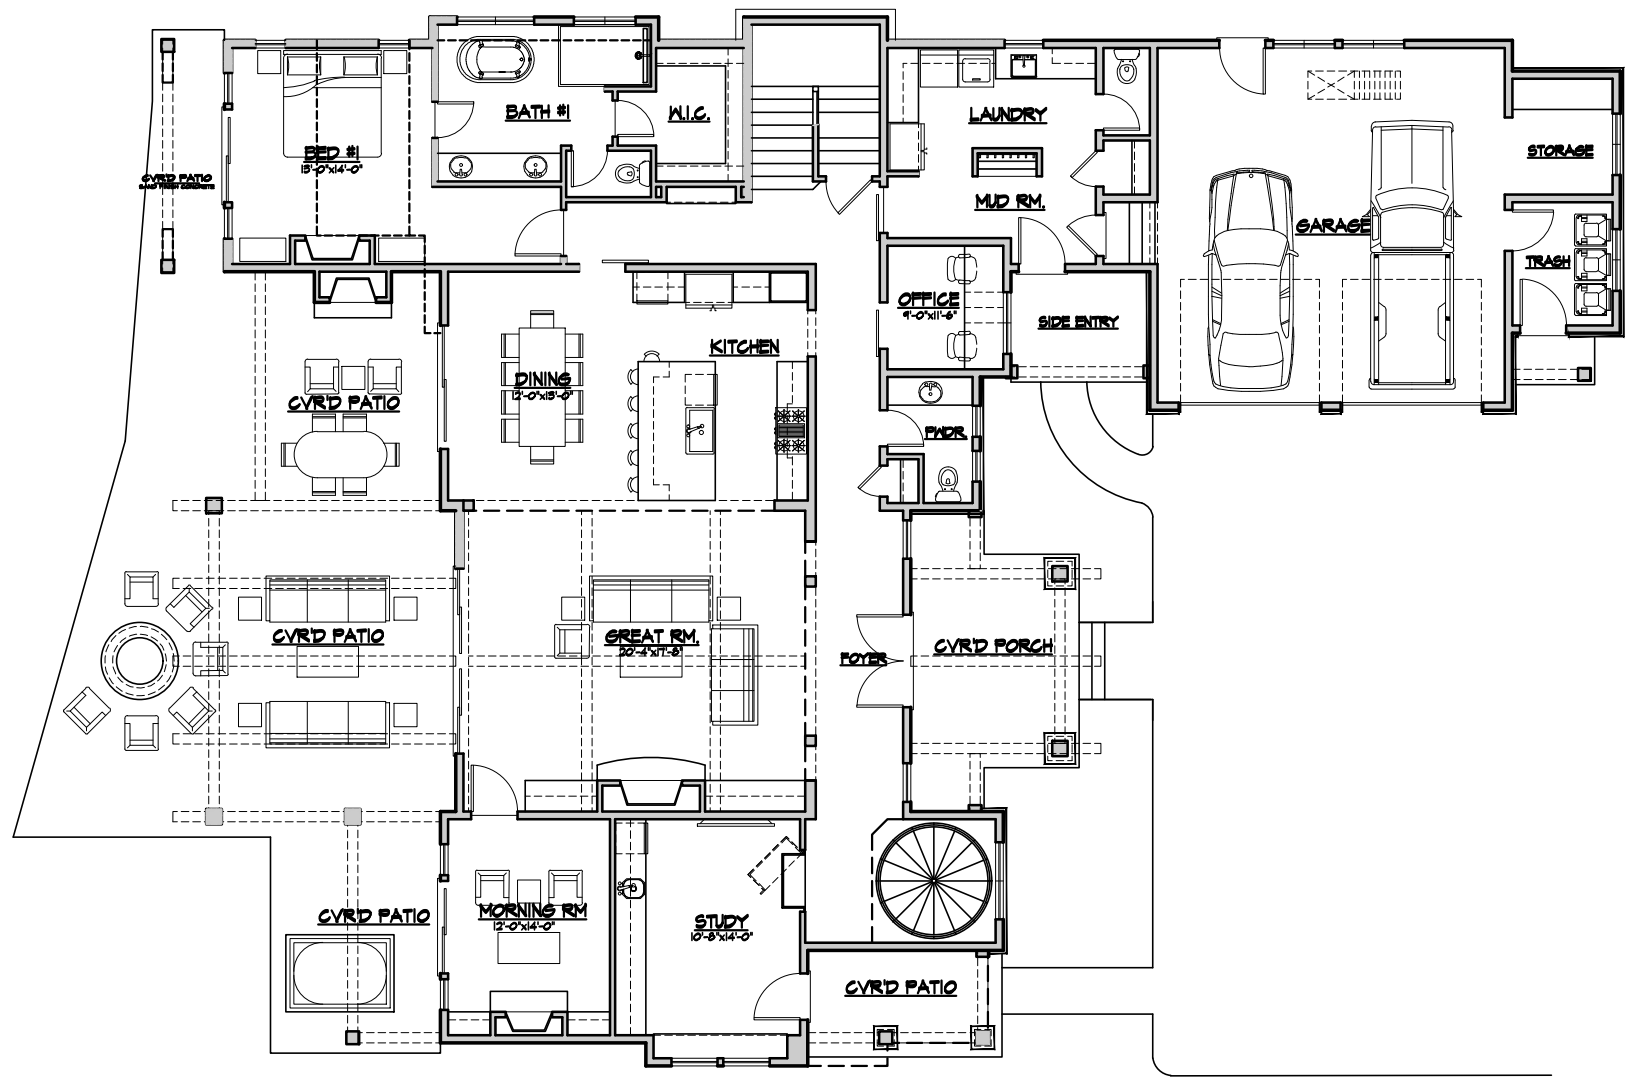 BATH #1
W.I.C.
LAUNDRY
BED #1
13'-0"x14'-0"
STORAGE
CVR'D PATIO
SAND FINISH CONCRETE
MUD RM.
GARAGE
TRASH
OFFICE
9'-0"x11'-6"
SIDE ENTRY
KITCHEN
DINING
12'-0"x13'-0"
CVR'D PATIO
PWDR.
CVR'D PATIO
GREAT RM.
20'-4"x17'-8"
FOYER
CVR'D PORCH
CVR'D PATIO
MORNING RM
12'-0"x14'-0"
STUDY
10'-8"x14'-0"
CVR'D PATIO